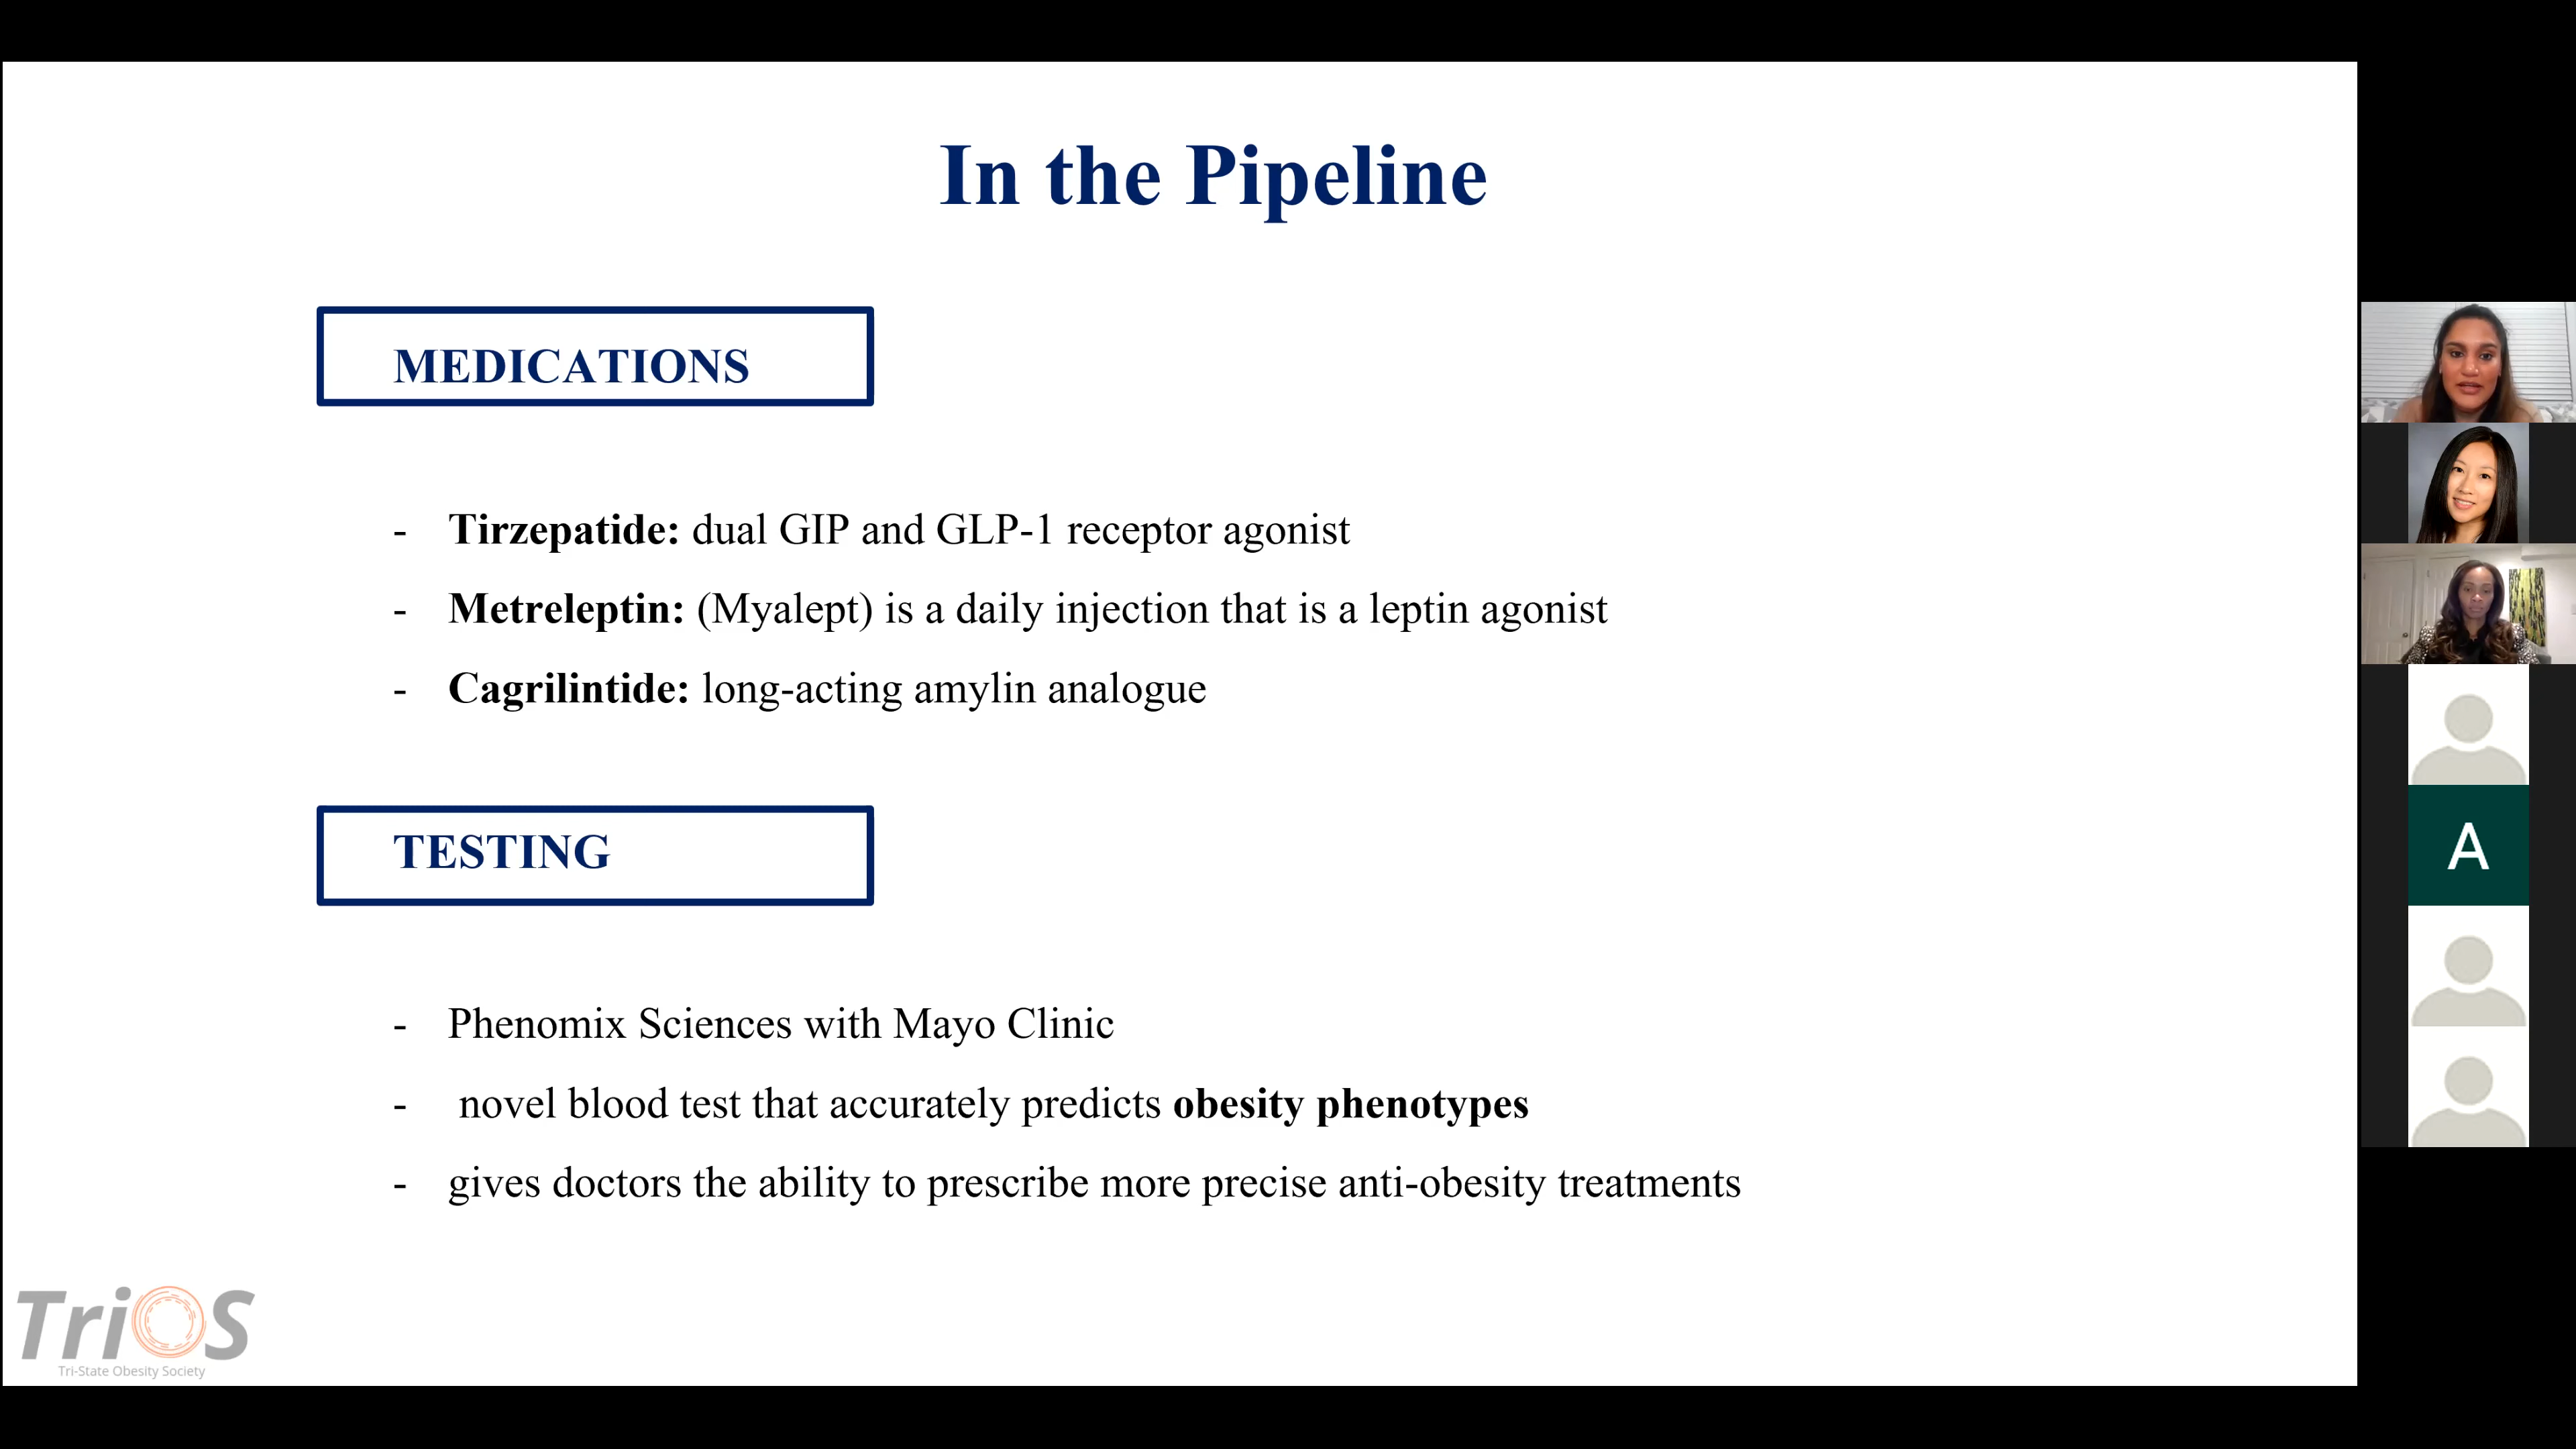 In the Pipeline
MEDICATIONS
- Tirzepatide: dual GIP and GLP-1 receptor agonist
- Metreleptin: (Myalept) is a daily injection that is a leptin agonist
- Cagrilintide: long-acting amylin analogue
TESTING
- Phenomix Sciences with Mayo Clinic
- novel blood test that accurately predicts obesity phenotypes
- gives doctors the ability to prescribe more precise anti-obesity treatments
TriOS
Tri-State Obesity Society
A